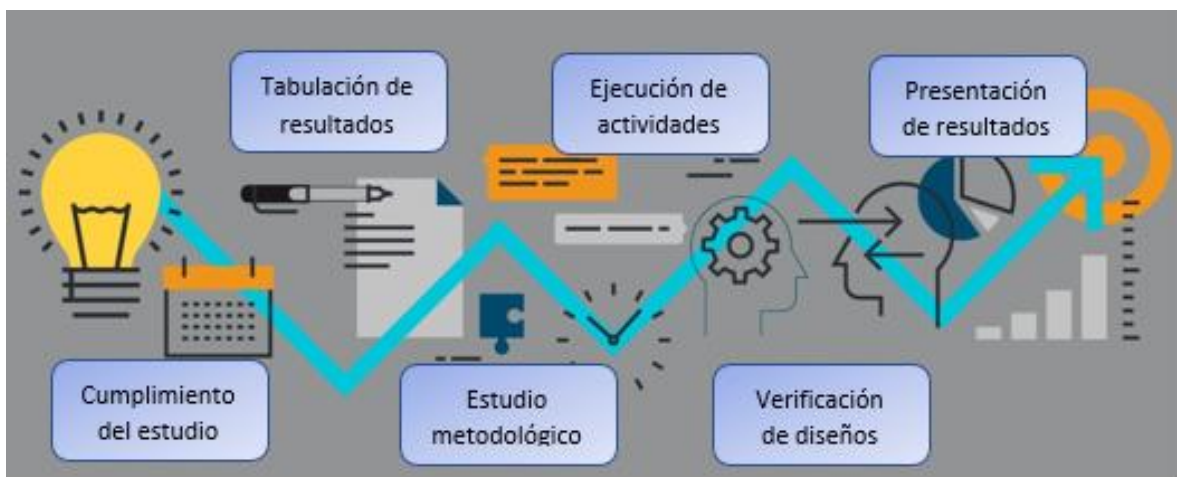 Tabulación de
resultados
Ejecución de
actividades
Presentación
de resultados
Cumplimiento
del estudio
Estudio
metodológico
Verificación
de diseños